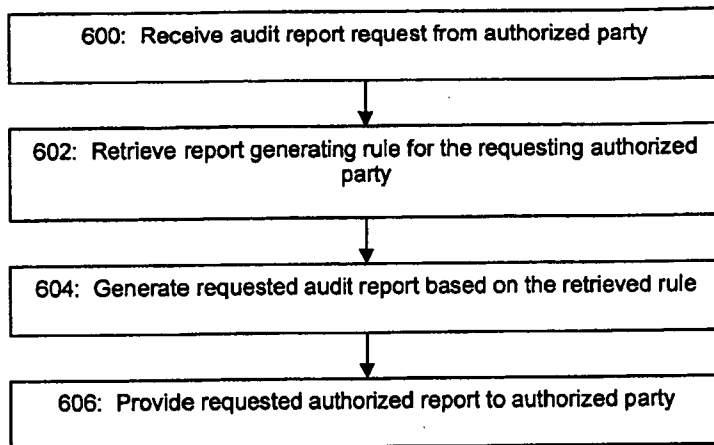 600: Receive audit report request from authorized party
602: Retrieve report generating rule for the requesting authorized
party
604: Generate requested audit report based on the retrieved rule
606: Provide requested authorized report to authorized party